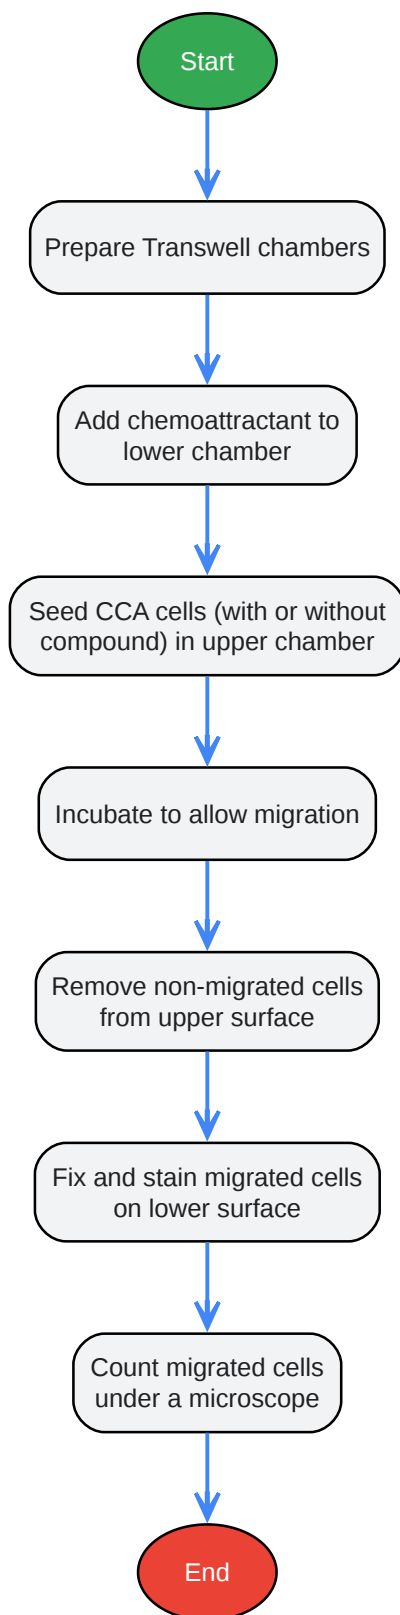 Start
Prepare Transwell chambers
Add chemoattractant to
lower chamber
Seed CCA cells (with or without
compound) in upper chamber
Incubate to allow migration
Remove non-migrated cells
from upper surface
Fix and stain migrated cells
on lower surface
Count migrated cells
under a microscope
End